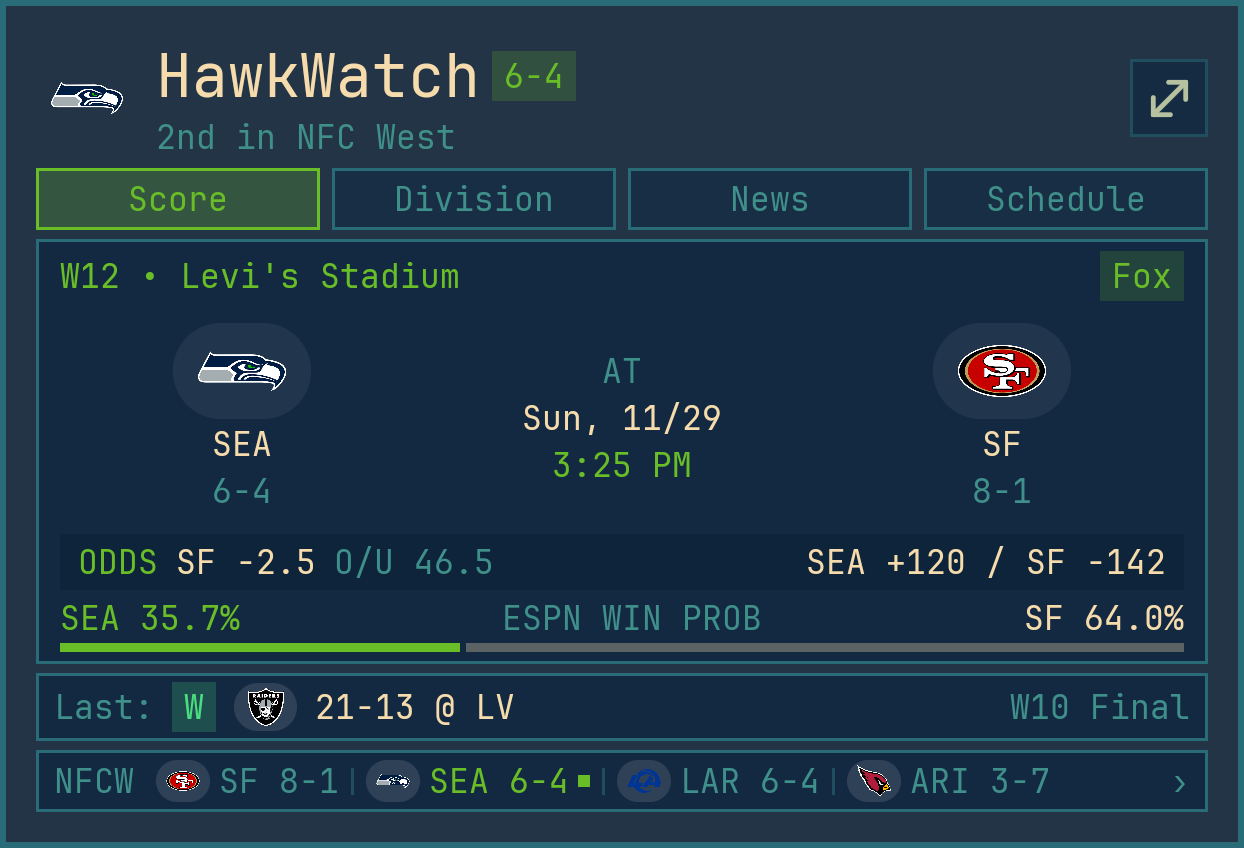 HawkWatch 6-4
2nd in NFC West
Score Division News Schedule
W12 • Levi's Stadium Fox
AT
Sun, 11/29
SEA SF
3:25 PM
6-4 8-1
ODDS SF -2.5 O/U 46.5 SEA +120 / SF -142
SEA 35.7% ESPN WIN PROB SF 64.0%
Last: W RAIDERS 21-13 @ LV W10 Final
NFCW SF 8-1 | SEA 6-4 | LAR 6-4 | ARI 3-7 ›